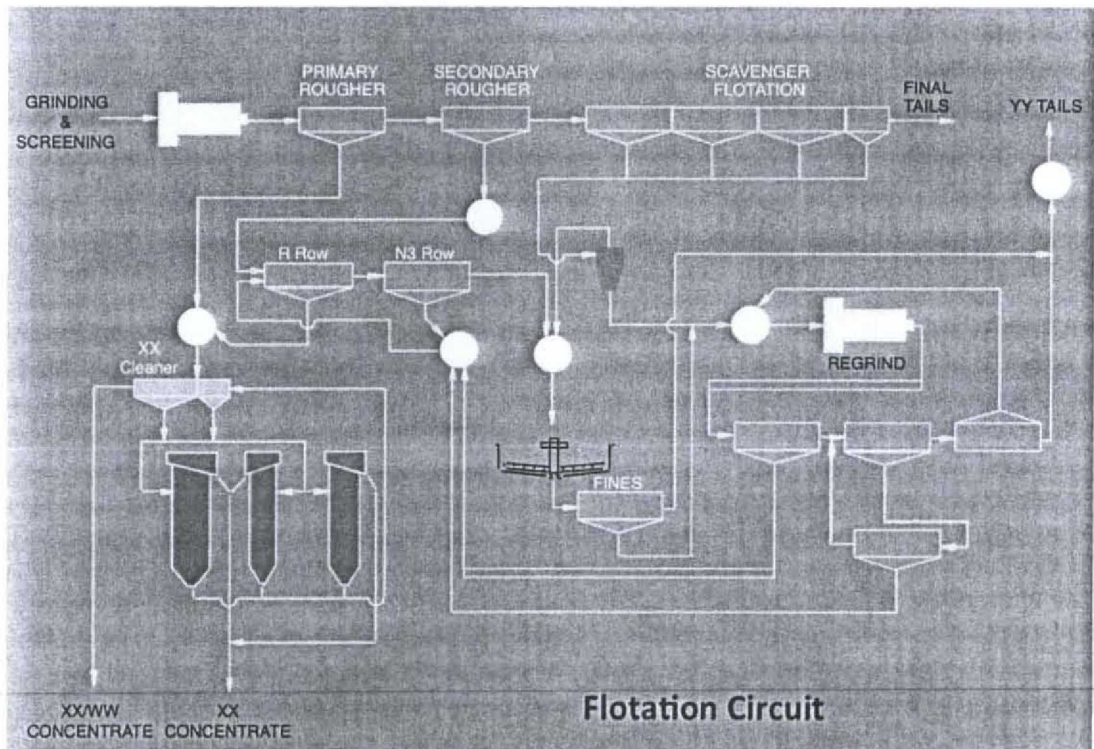 PRIMARY
ROUGHER
SECONDARY
ROUGHER
SCAVENGER
FLOTATION
GRINDING
&
SCREENING
FINAL
TAILS
YY TAILS
R Row
N3 Row
XX
Cleaner
REGRIND
FINES
XX/WW
CONCENTRATE
XX
CONCENTRATE
Flotation Circuit